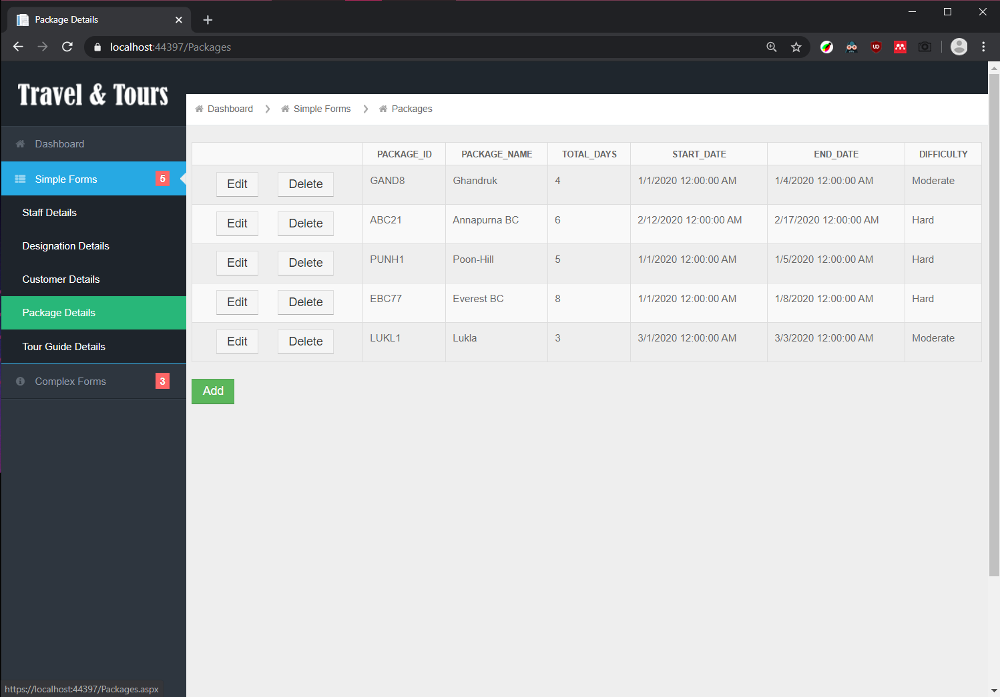 Package Details
localhost:44397/Packages
Travel & Tours
Dashboard
Simple Forms 5
Staff Details
Designation Details
Customer Details
Package Details
Tour Guide Details
Complex Forms 3
Dashboard Simple Forms Packages
PACKAGE_ID PACKAGE_NAME TOTAL_DAYS START_DATE END_DATE DIFFICULTY
Edit Delete GAND8 Ghandruk 4 1/1/2020 12:00:00 AM 1/4/2020 12:00:00 AM Moderate
Edit Delete ABC21 Annapurna BC 6 2/12/2020 12:00:00 AM 2/17/2020 12:00:00 AM Hard
Edit Delete PUNH1 Poon-Hill 5 1/1/2020 12:00:00 AM 1/5/2020 12:00:00 AM Hard
Edit Delete EBC77 Everest BC 8 1/1/2020 12:00:00 AM 1/8/2020 12:00:00 AM Hard
Edit Delete LUKL1 Lukla 3 3/1/2020 12:00:00 AM 3/3/2020 12:00:00 AM Moderate
Add
https://localhost:44397/Packages.aspx